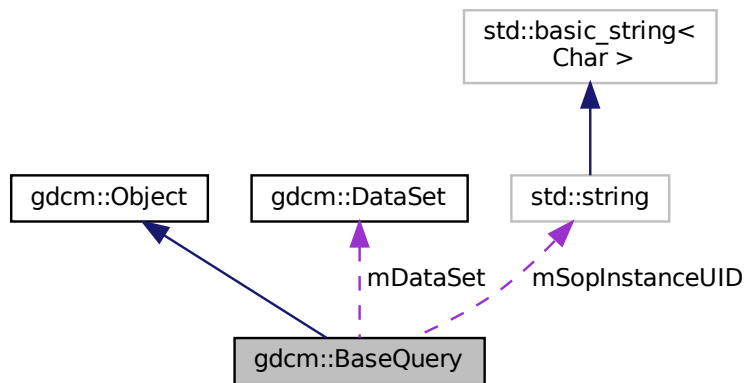 std::basic_string<
Char >
gdcm::Object
gdcm::DataSet
std::string
mDataSet
mSopInstanceUID
gdcm::BaseQuery